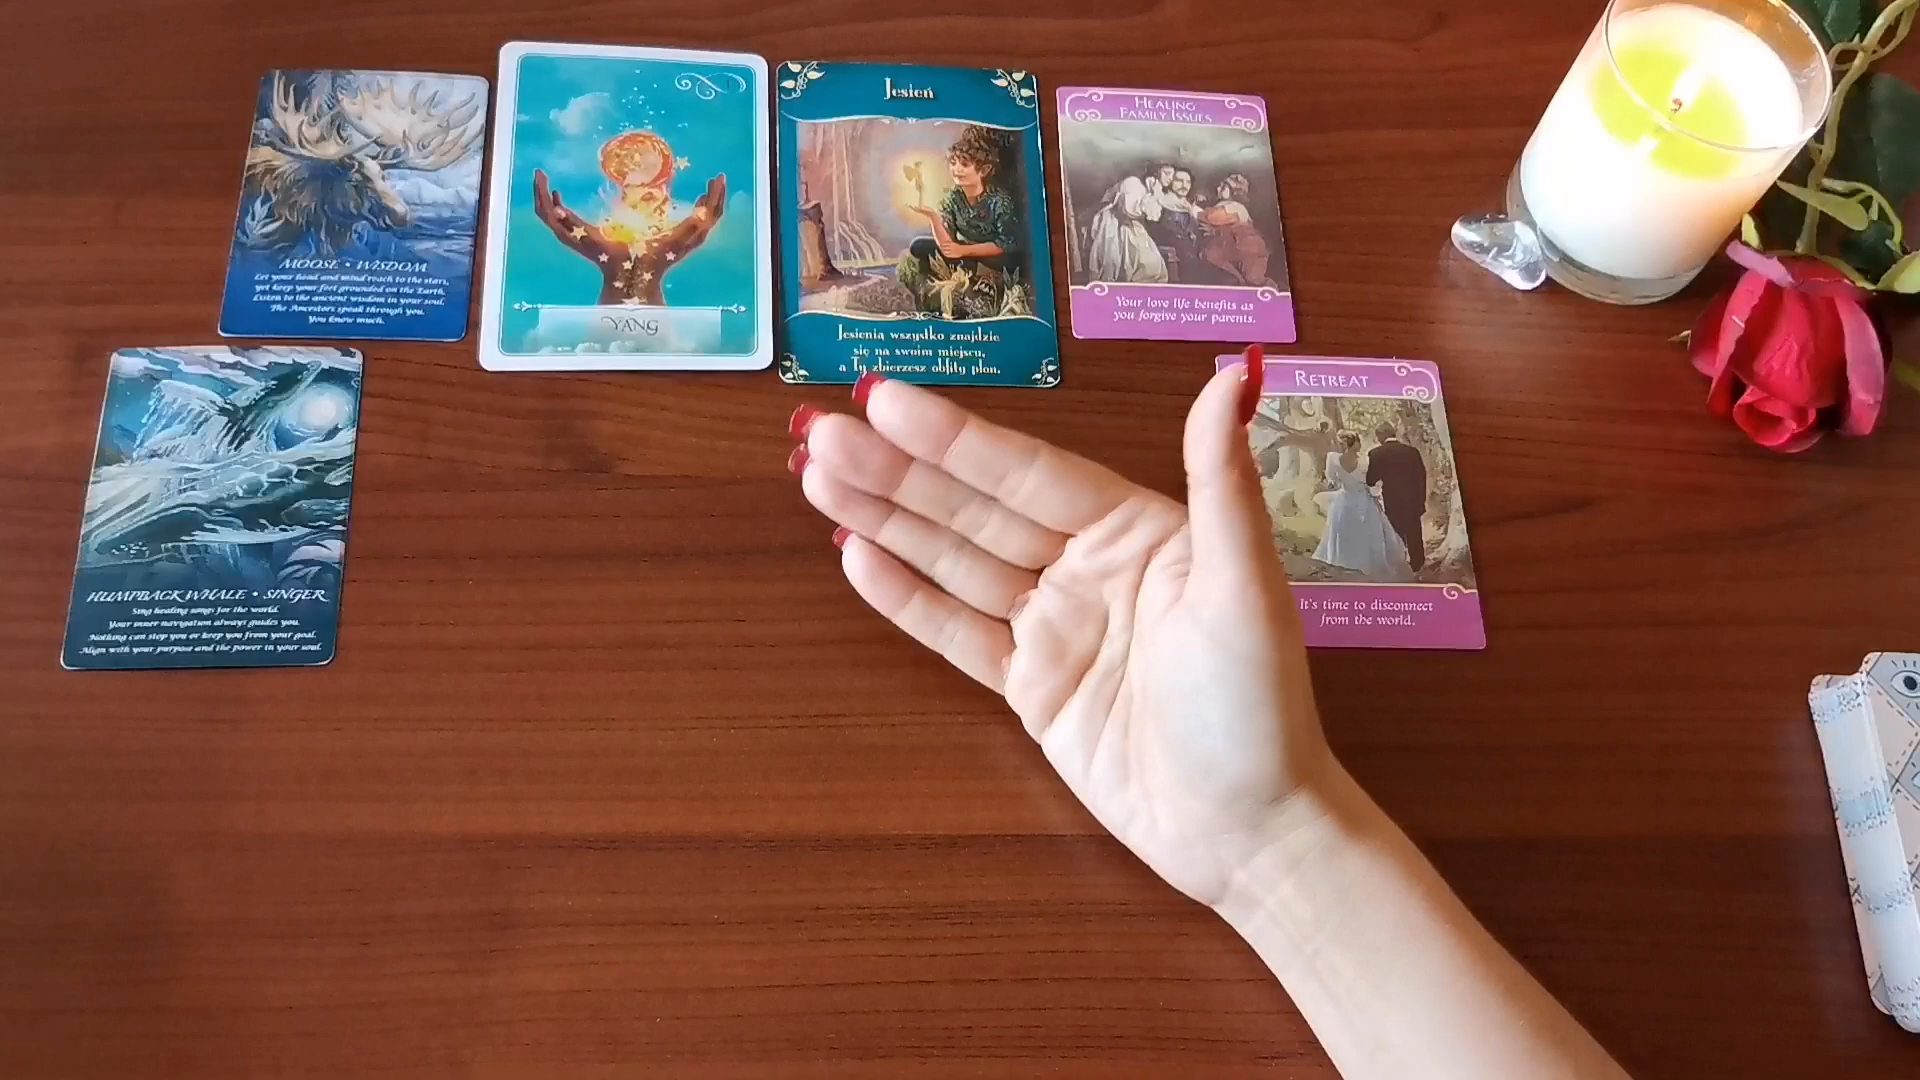 MOOSE • WISDOM
Let your head and mind reach to the stars,
yet keep your feet grounded on the Earth.
Listen to the ancient wisdom in your soul.
The Ancestors speak through you.
You know much.
YANG
Jesień
Jesienią wszystko znajdzie
się na swoim miejscu,
a Ty zbierzesz obfity plon.
HEALING
FAMILY ISSUES
Your love life benefits as
you forgive your parents.
HUMPBACK WHALE • SINGER
Sing healing songs for the world.
Your inner navigation always guides you.
Nothing can stop you or keep you from your goal.
Align with your purpose and the power in your soul.
RETREAT
It's time to disconnect
from the world.